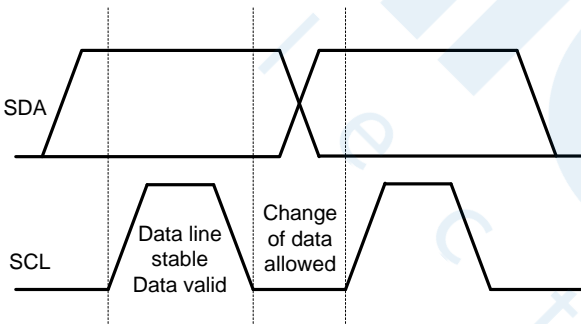 SDA
SCL
Data line
stable
Data valid
Change
of data
allowed